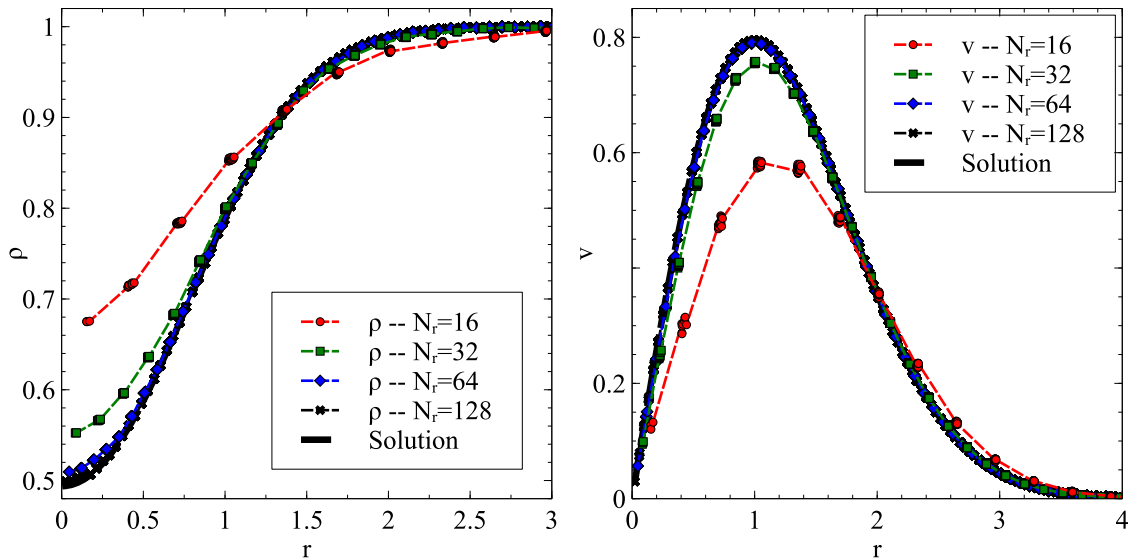 1
0.9
0.8
0.7
0.6
0.5
ρ
0
0.5
1
1.5
2
2.5
3
r
ρ -- Nr=16
ρ -- Nr=32
ρ -- Nr=64
ρ -- Nr=128
Solution
0.8
0.6
v
0.2
0
0
1
2
3
4
r
v -- Nr=16
v -- Nr=32
v -- Nr=64
v -- Nr=128
Solution